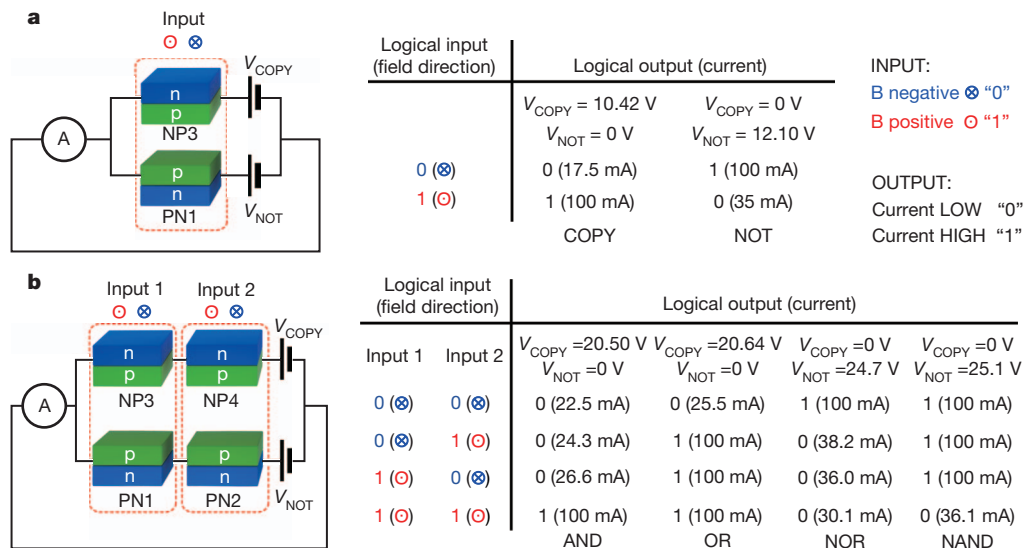 a
Input
⊙ ⊗
V_COPY
n
p
NP3
A
p
n
PN1
V_NOT
Logical input
(field direction)
Logical output (current)
V_COPY = 10.42 V V_COPY = 0 V
V_NOT = 0 V V_NOT = 12.10 V
0 (⊗) 0 (17.5 mA) 1 (100 mA)
1 (⊙) 1 (100 mA) 0 (35 mA)
COPY NOT
INPUT:
B negative ⊗ “0”
B positive ⊙ “1”
OUTPUT:
Current LOW “0”
Current HIGH “1”
b
Input 1 Input 2
⊙ ⊗ ⊙ ⊗
V_COPY
n n
p p
NP3 NP4
A
p p
n n
PN1 PN2
V_NOT
Logical input
(field direction)
Logical output (current)
Input 1 Input 2
V_COPY =20.50 V V_COPY =20.64 V V_COPY =0 V V_COPY =0 V
V_NOT =0 V V_NOT =0 V V_NOT =24.7 V V_NOT =25.1 V
0 (⊗) 0 (⊗) 0 (22.5 mA) 0 (25.5 mA) 1 (100 mA) 1 (100 mA)
0 (⊗) 1 (⊙) 0 (24.3 mA) 1 (100 mA) 0 (38.2 mA) 1 (100 mA)
1 (⊙) 0 (⊗) 0 (26.6 mA) 1 (100 mA) 0 (36.0 mA) 1 (100 mA)
1 (⊙) 1 (⊙) 1 (100 mA) 1 (100 mA) 0 (30.1 mA) 0 (36.1 mA)
AND OR NOR NAND